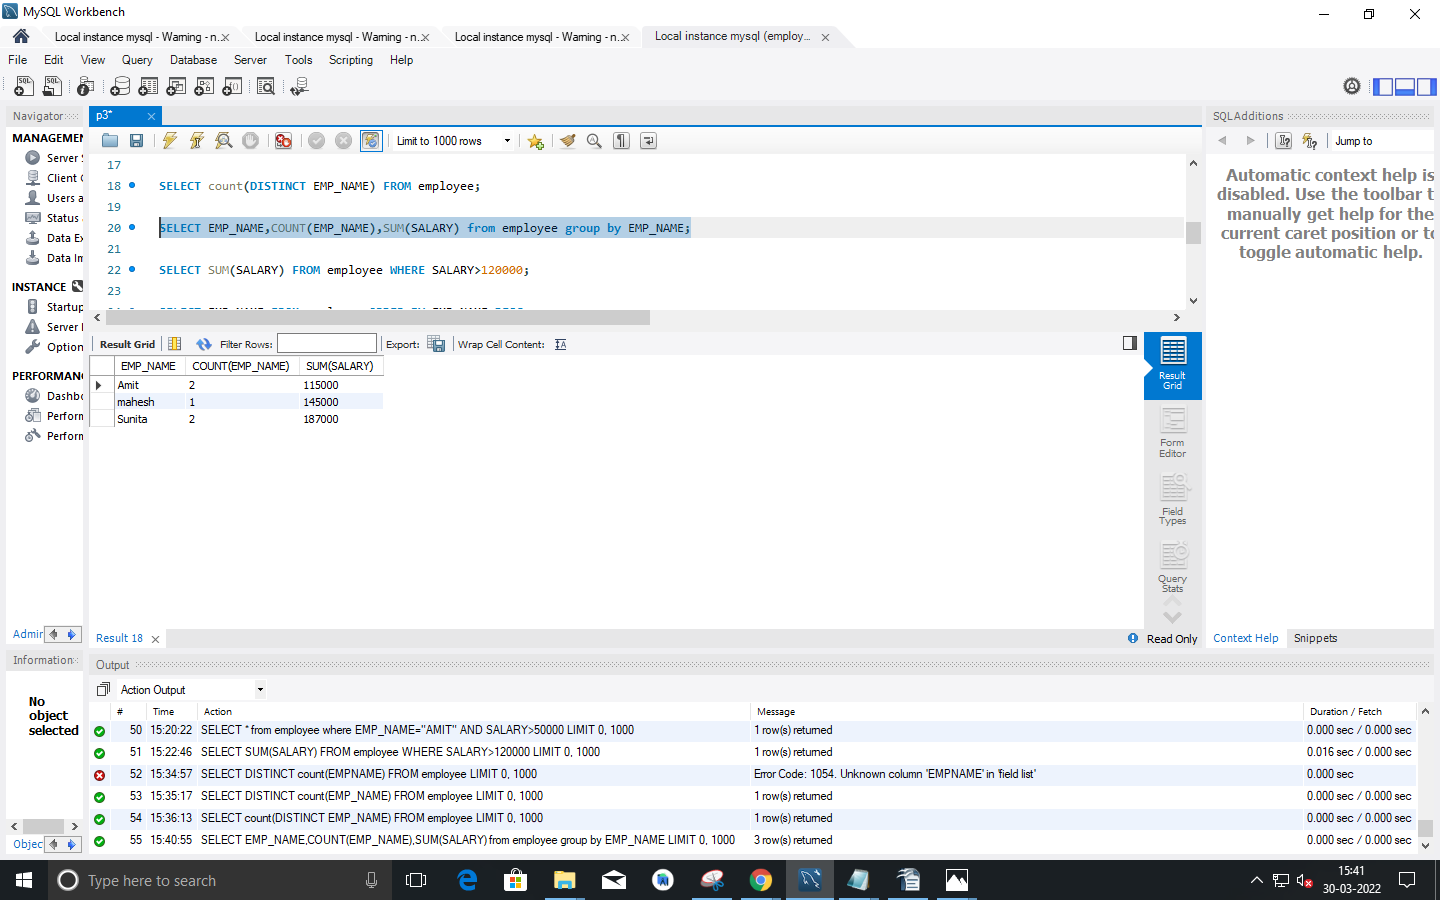 MySQL Workbench
Local instance mysql - Warning - n... Local instance mysql - Warning - n... Local instance mysql - Warning - n... Local instance mysql (employ...
File Edit View Query Database Server Tools Scripting Help
Navigator p3* SQLAdditions
Limit to 1000 rows Jump to
MANAGEMEN
Server S
Client C
Users a
Status
Data Ex
Data Im
INSTANCE
Startup
Server
Option
PERFORMAN
Dashbo
Perform
Perform
17
18 SELECT count(DISTINCT EMP_NAME) FROM employee;
19
20 SELECT EMP_NAME,COUNT(EMP_NAME),SUM(SALARY) from employee group by EMP_NAME;
21
22 SELECT SUM(SALARY) FROM employee WHERE SALARY>120000;
23
Automatic context help is
disabled. Use the toolbar t
manually get help for the
current caret position or to
toggle automatic help.
Result Grid Filter Rows: Export: Wrap Cell Content:
EMP_NAME COUNT(EMP_NAME) SUM(SALARY)
Amit 2 115000
mahesh 1 145000
Sunita 2 187000
Result
Grid
Form
Editor
Field
Types
Query
Stats
Admir Result 18 Read Only Context Help Snippets
Information Output
No
object
selected
Objec
Action Output
# Time Action Message Duration / Fetch
50 15:20:22 SELECT * from employee where EMP_NAME="AMIT" AND SALARY>50000 LIMIT 0, 1000 1 row(s) returned 0.000 sec / 0.000 sec
51 15:22:46 SELECT SUM(SALARY) FROM employee WHERE SALARY>120000 LIMIT 0, 1000 1 row(s) returned 0.016 sec / 0.000 sec
52 15:34:57 SELECT DISTINCT count(EMPNAME) FROM employee LIMIT 0, 1000 Error Code: 1054. Unknown column 'EMPNAME' in 'field list' 0.000 sec
53 15:35:17 SELECT DISTINCT count(EMP_NAME) FROM employee LIMIT 0, 1000 1 row(s) returned 0.000 sec / 0.000 sec
54 15:36:13 SELECT count(DISTINCT EMP_NAME) FROM employee LIMIT 0, 1000 1 row(s) returned 0.000 sec / 0.000 sec
55 15:40:55 SELECT EMP_NAME,COUNT(EMP_NAME),SUM(SALARY) from employee group by EMP_NAME LIMIT 0, 1000 3 row(s) returned 0.000 sec / 0.000 sec
Type here to search
15:41
30-03-2022